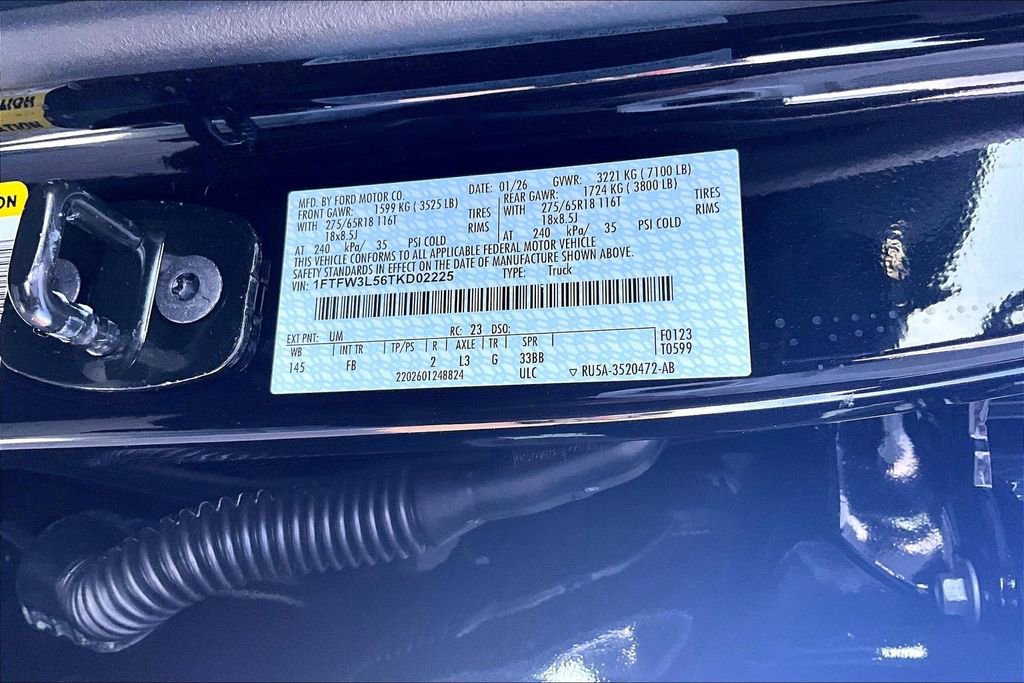 MFD. BY FORD MOTOR CO.
DATE: 01/26 GVWR: 3221 KG ( 7100 LB)
FRONT GAWR: 1599 KG ( 3525 LB) REAR GAWR: 1724 KG ( 3800 LB)
WITH 275/65R18 116T TIRES WITH 275/65R18 116T TIRES
18x8.5J RIMS 18x8.5J RIMS
AT 240 kPa/ 35 PSI COLD AT 240 kPa/ 35 PSI COLD
THIS VEHICLE CONFORMS TO ALL APPLICABLE FEDERAL MOTOR VEHICLE
SAFETY STANDARDS IN EFFECT ON THE DATE OF MANUFACTURE SHOWN ABOVE.
VIN: 1FTFW3L56TKD02225 TYPE: Truck
EXT PNT: UM RC: 23 DSO: F0123
WB INT TR TP/PS R AXLE TR SPR T0599
145 FB 2 L3 G 33BB
2202601248824 ULC ▽ RU5A-3520472-AB
ON